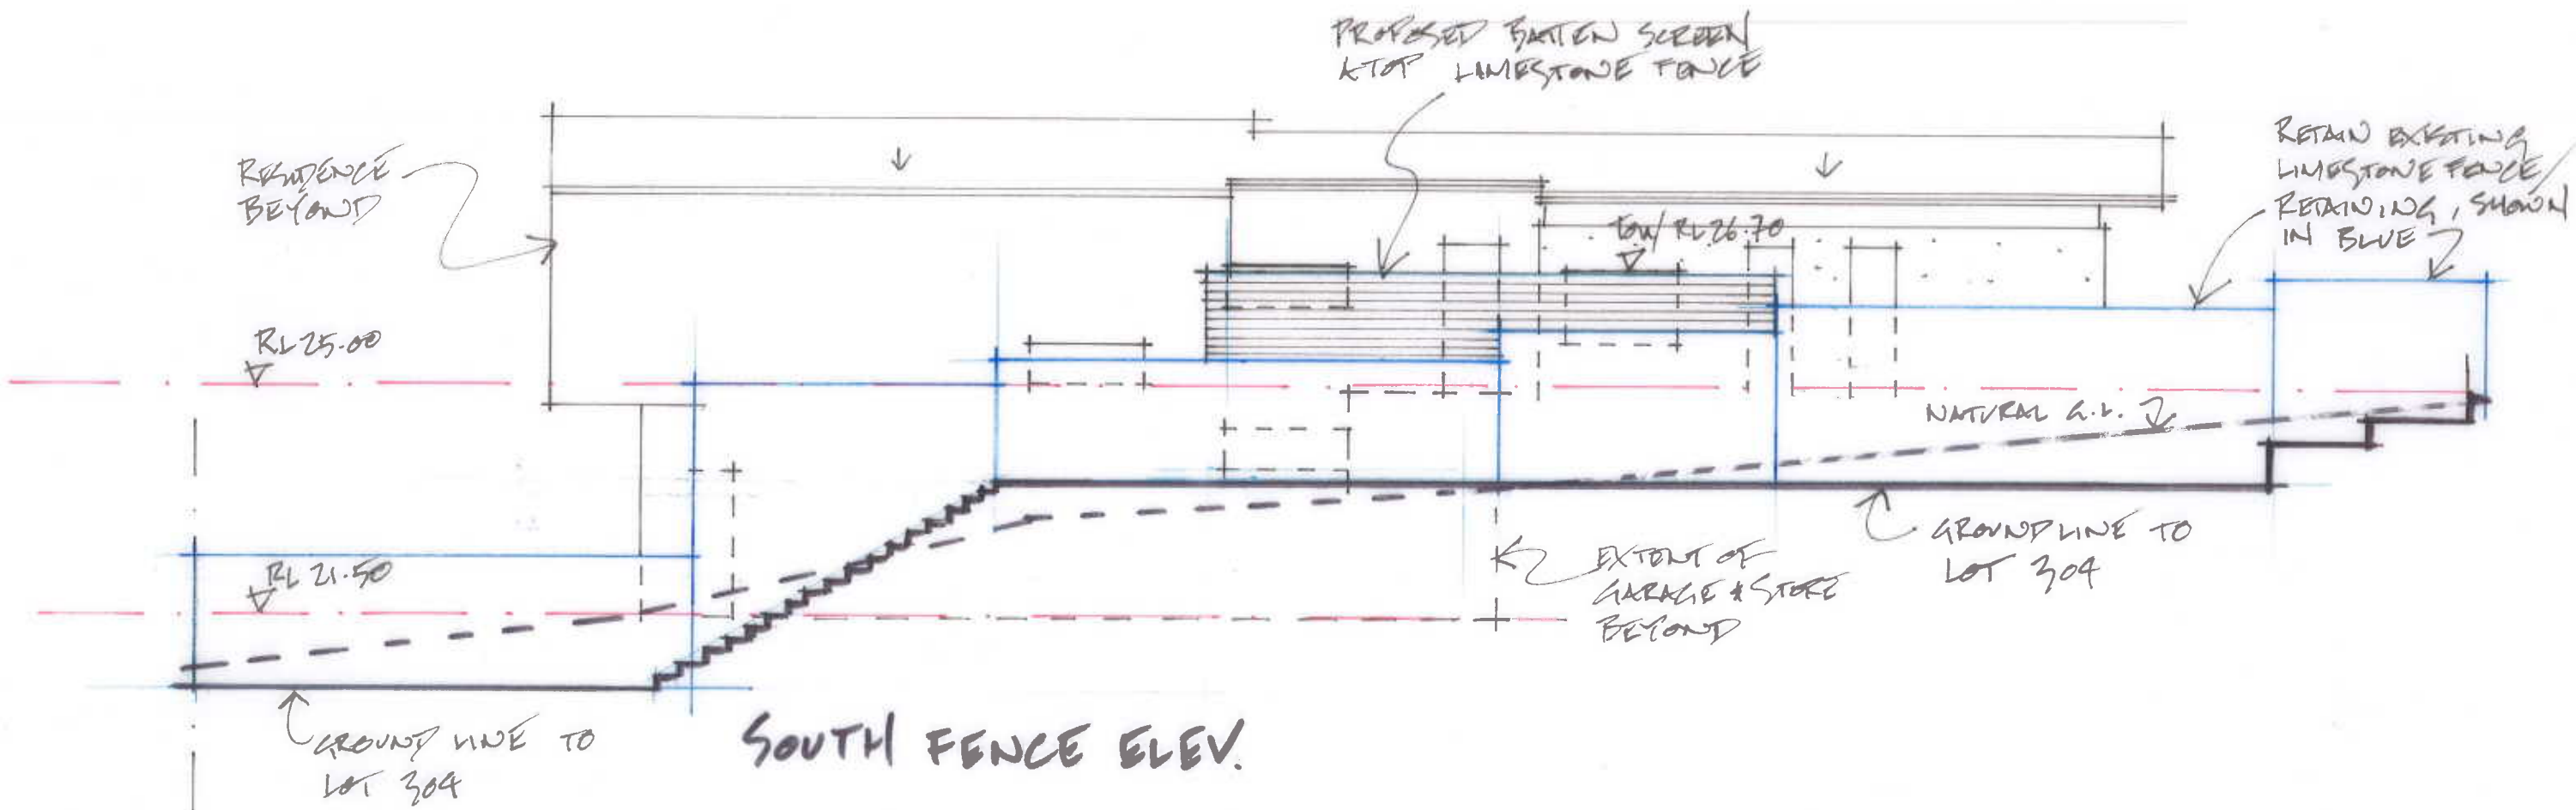 PROPOSED BATTEN SCREEN
ATOP LIMESTONE FENCE
RESIDENCE
BEYOND
RETAIN EXISTING
LIMESTONE FENCE/
RETAINING, SHOWN
IN BLUE
TOW/ RL 26.70
RL 25.00
NATURAL G.L.
RL 21.50
EXTENT OF
GARAGE & STORE
BEYOND
GROUND LINE TO
LOT 304
GROUND LINE TO
LOT 304
SOUTH FENCE ELEV.